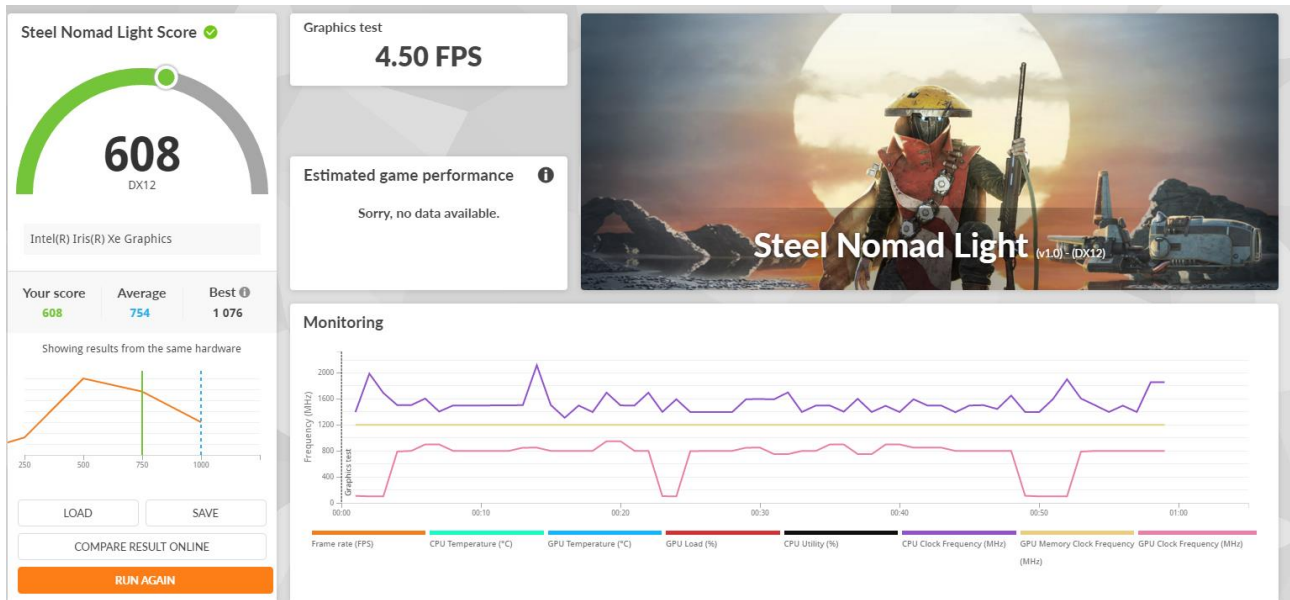 Steel Nomad Light Score
608
DX12
Intel(R) Iris(R) Xe Graphics
Your score Average Best
608 754 1 076
Showing results from the same hardware
250 500 750 1000
LOAD SAVE
COMPARE RESULT ONLINE
RUN AGAIN
Graphics test
4.50 FPS
Estimated game performance
Sorry, no data available.
Steel Nomad Light (v1.0) - (DX12)
Monitoring
Frequency (MHz)
2000
1600
1200
800
400
0
Graphics test
00:00 00:10 00:20 00:30 00:40 00:50 01:00
Frame rate (FPS) CPU Temperature (°C) GPU Temperature (°C) GPU Load (%) CPU Utility (%) CPU Clock Frequency (MHz) GPU Memory Clock Frequency (MHz) GPU Clock Frequency (MHz)